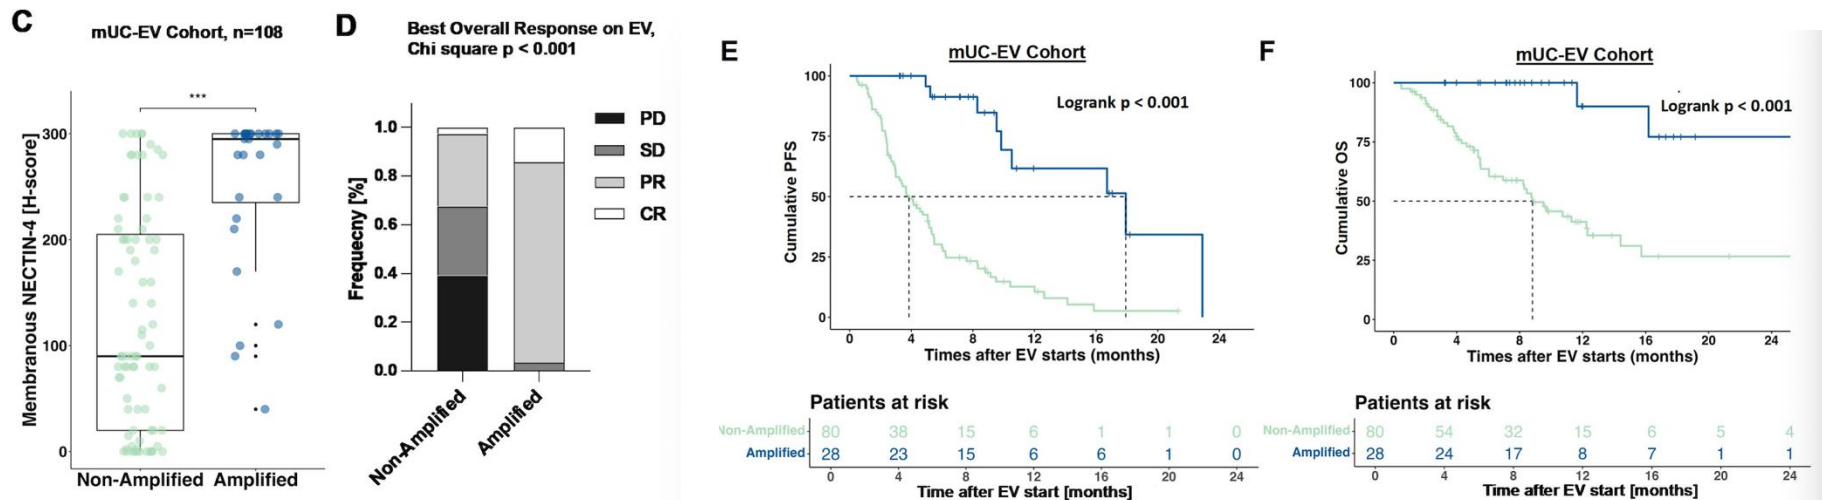 C
mUC-EV Cohort, n=108
Membranous NECTIN-4 [H-score]
300
200
100
0
***
Non-Amplified Amplified
D
Best Overall Response on EV,
Chi square p < 0.001
Frequecny [%]
1.0
0.8
0.6
0.4
0.2
0.0
PD
SD
PR
CR
Non-Amplified
Amplified
E
mUC-EV Cohort
Logrank p < 0.001
Cumulative PFS
100
75
50
25
0
0 4 8 12 16 20 24
Times after EV starts (months)
Patients at risk
Non-Amplified 80 38 15 6 1 1 0
Amplified 28 23 15 6 6 1 0
0 4 8 12 16 20 24
Time after EV start [months]
F
mUC-EV Cohort
Logrank p < 0.001
Cumulative OS
100
75
50
25
0
0 4 8 12 16 20 24
Times after EV starts (months)
Patients at risk
Non-Amplified 80 54 32 15 6 5 4
Amplified 28 24 17 8 7 1 1
0 4 8 12 16 20 24
Time after EV start [months]